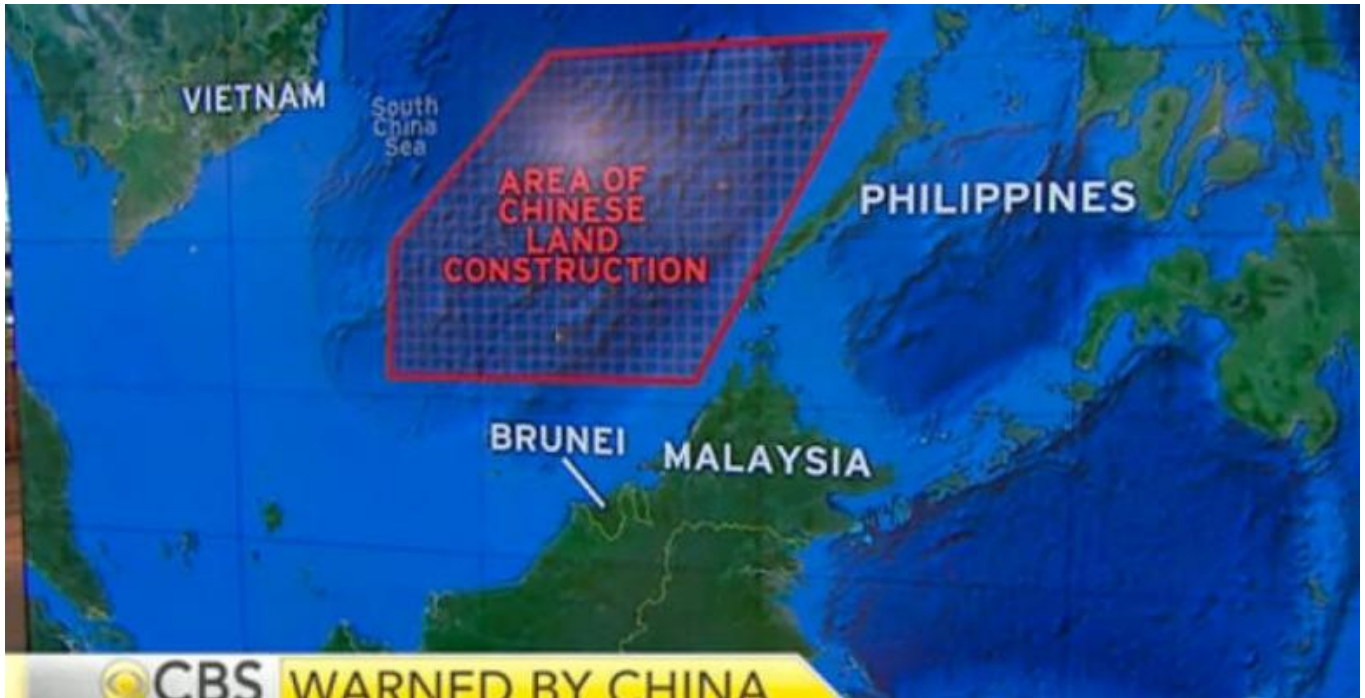 VIETNAM
South
China
Sea
AREA OF
CHINESE
LAND
CONSTRUCTION
PHILIPPINES
BRUNEI
MALAYSIA
CBS WARNED BY CHINA